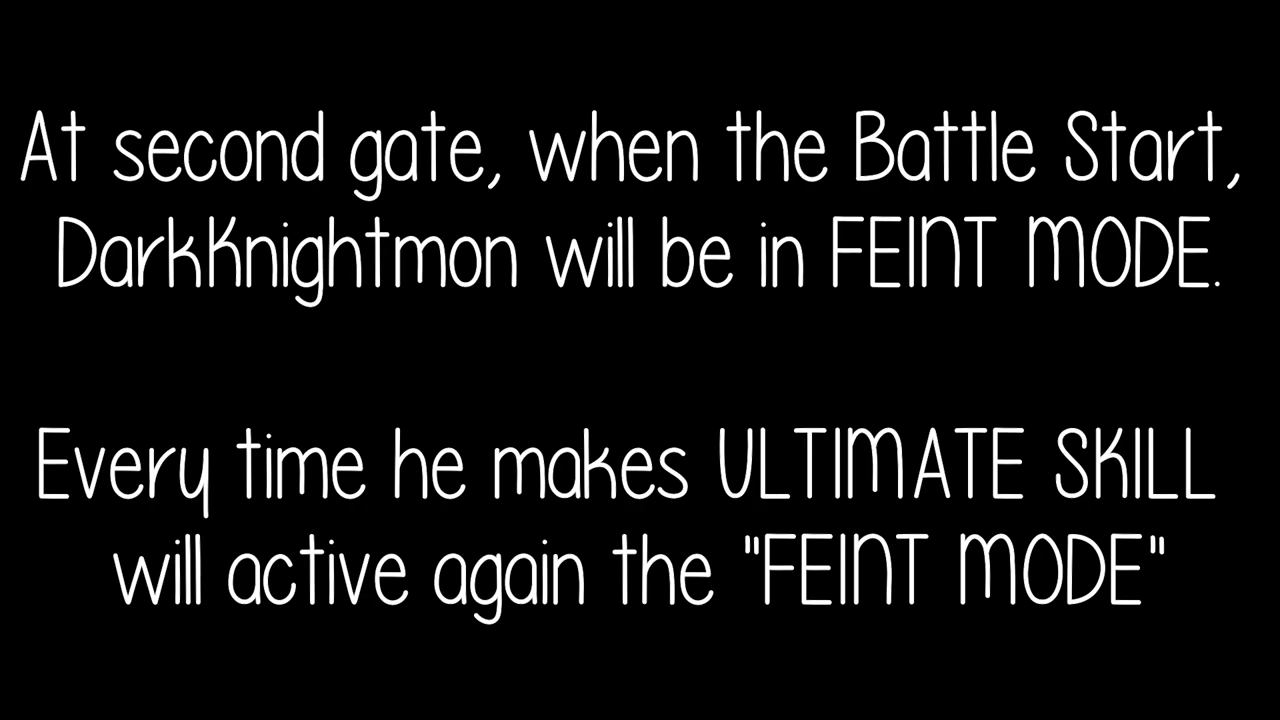 At second gate, when the Battle Start,
DarkKnightmon will be in FEINT MODE.
Every time he makes ULTIMATE SKILL
will active again the "FEINT MODE"